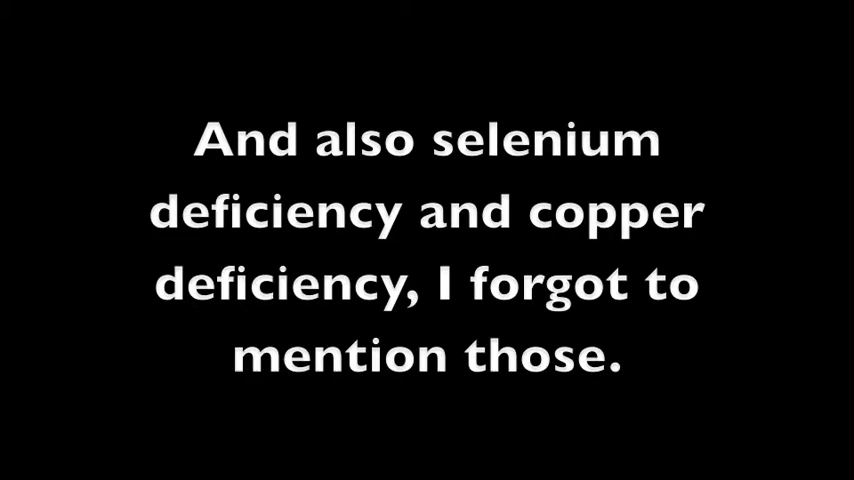 And also selenium
deficiency and copper
deficiency, I forgot to
mention those.